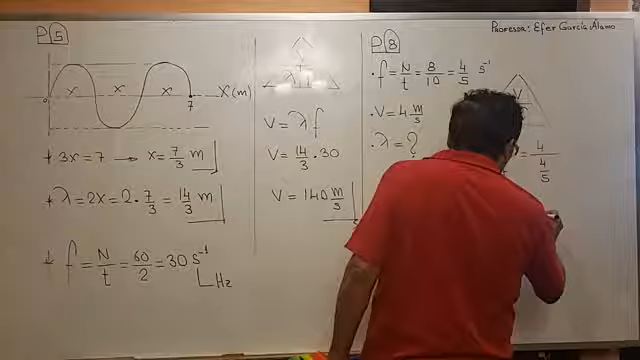 PROFESOR: Efer García Álamo
P5
x x x
0 7 X(m)
* 3X = 7 → X = 7/3 m
* λ = 2X = 2 · 7/3 = 14/3 m
* f = N/t = 60/2 = 30 s⁻¹
Hz
V
λ
V = λ f
V = 14/3 · 30
V = 140 m/s
P8
· f = N/t = 8/10 = 4/5 s⁻¹
· V = 4 m/s
· λ = ?
V
= 4 / 4/5